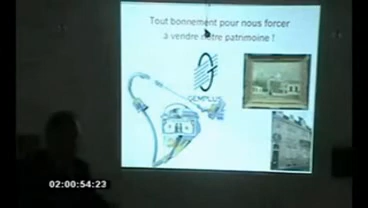 Tout bonnement pour nous forcer
à vendre notre patrimoine !
GEMPLUS
02:00:54:23